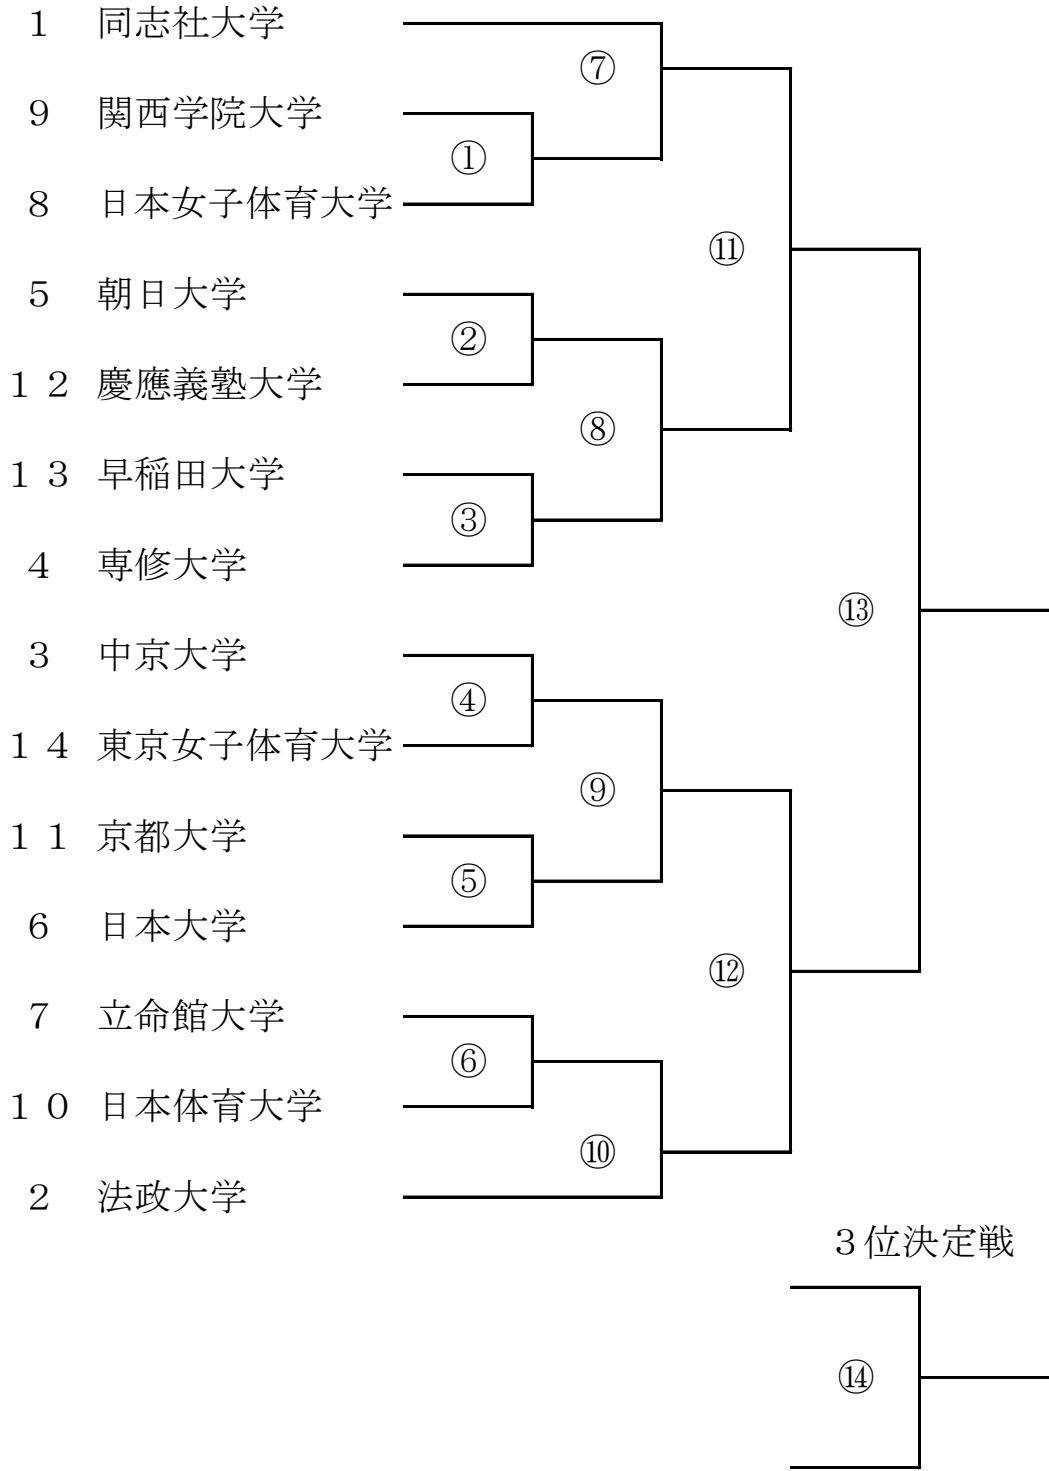 １ 同志社大学
⑦
９ 関西学院大学
①
８ 日本女子体育大学
⑪
５ 朝日大学
②
１２ 慶應義塾大学
⑧
１３ 早稲田大学
③
４ 専修大学
⑬
３ 中京大学
④
１４ 東京女子体育大学
⑨
１１ 京都大学
⑤
６ 日本大学
⑫
７ 立命館大学
⑥
１０ 日本体育大学
⑩
２ 法政大学
３位決定戦
⑭